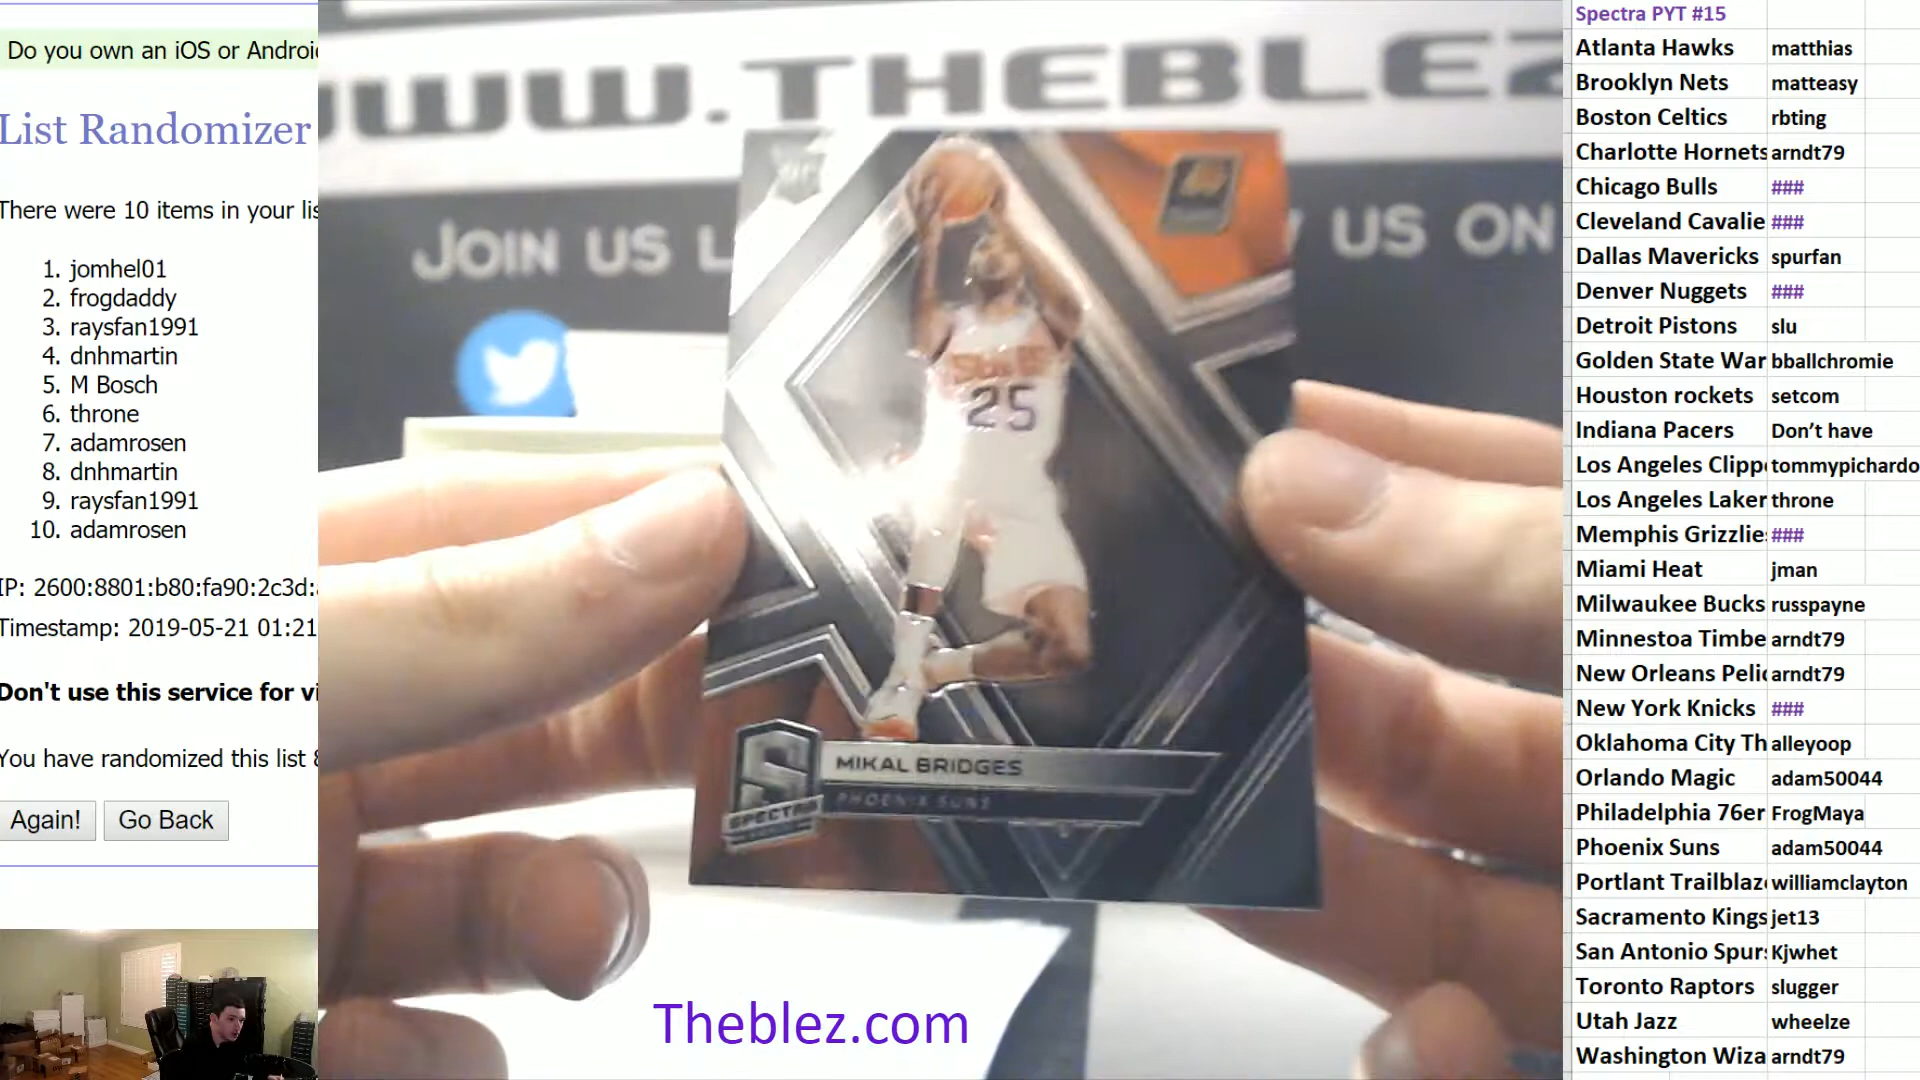 Do you own an iOS or Androi
List Randomizer
There were 10 items in your lis
1. jomhel01
2. frogdaddy
3. raysfan1991
4. dnhmartin
5. M Bosch
6. throne
7. adamrosen
8. dnhmartin
9. raysfan1991
10. adamrosen
IP: 2600:8801:b80:fa90:2c3d:
Timestamp: 2019-05-21 01:21
Don't use this service for vi
You have randomized this list
Again! Go Back
WWW.THEBLEZ
JOIN US L
US ON
SUNS
25
MIKAL BRIDGES
PHOENIX SUNS
SPECTRA
Theblez.com
Spectra PYT #15
Atlanta Hawks matthias
Brooklyn Nets matteasy
Boston Celtics rbting
Charlotte Hornets arndt79
Chicago Bulls ###
Cleveland Cavalie ###
Dallas Mavericks spurfan
Denver Nuggets ###
Detroit Pistons slu
Golden State War bballchromie
Houston rockets setcom
Indiana Pacers Don't have
Los Angeles Clipp tommypichardo
Los Angeles Laker throne
Memphis Grizzlie ###
Miami Heat jman
Milwaukee Bucks russpayne
Minnestoa Timbe arndt79
New Orleans Peli arndt79
New York Knicks ###
Oklahoma City Th alleyoop
Orlando Magic adam50044
Philadelphia 76er FrogMaya
Phoenix Suns adam50044
Portlant Trailblaz williamclayton
Sacramento Kings jet13
San Antonio Spur Kjwhet
Toronto Raptors slugger
Utah Jazz wheelze
Washington Wiza arndt79